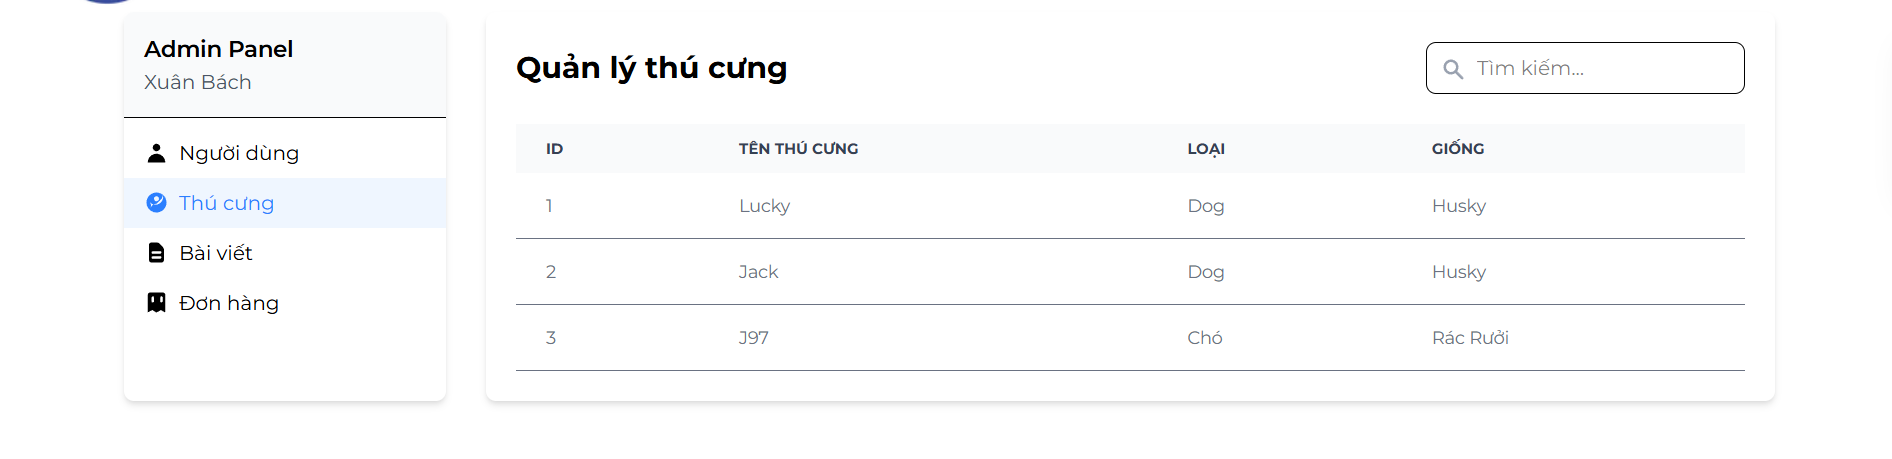 Admin Panel
Xuân Bách
Người dùng
Thú cưng
Bài viết
Đơn hàng
Quản lý thú cưng
Tìm kiếm...
ID TÊN THÚ CƯNG LOẠI GIỐNG
1 Lucky Dog Husky
2 Jack Dog Husky
3 J97 Chó Rác Rưởi